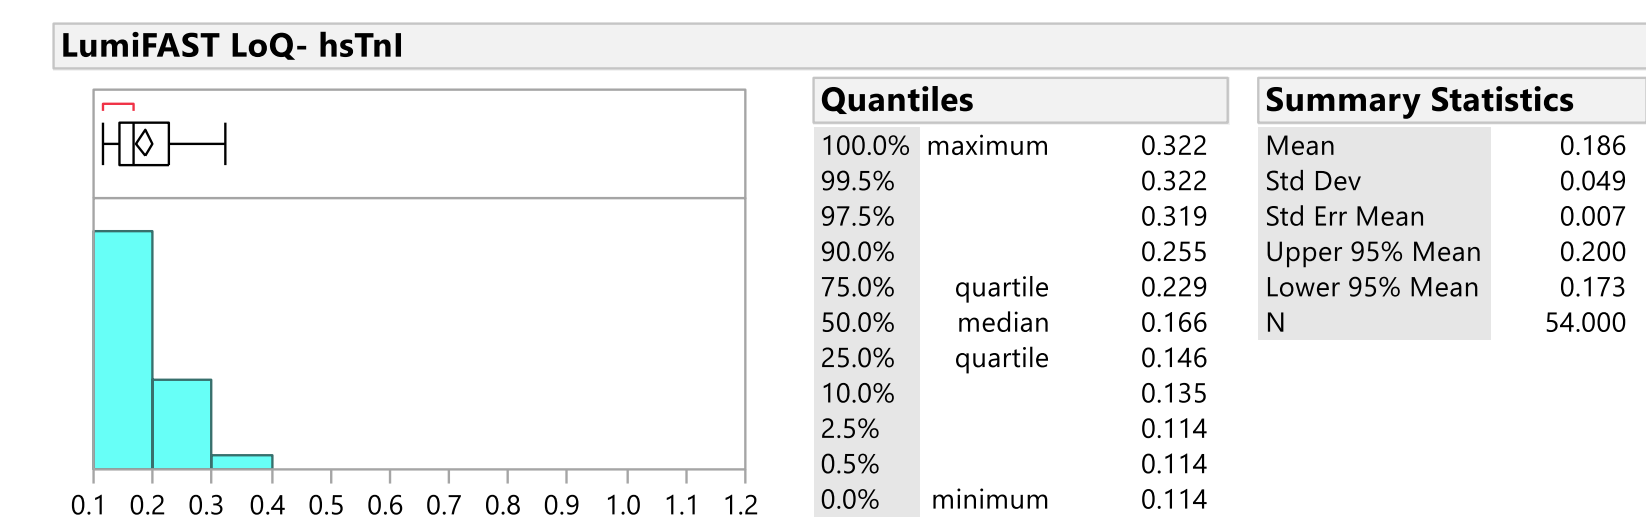 LumiFAST LoQ- hsTnI
0.1 0.2 0.3 0.4 0.5 0.6 0.7 0.8 0.9 1.0 1.1 1.2
Quantiles
100.0% maximum 0.322
99.5% 0.322
97.5% 0.319
90.0% 0.255
75.0% quartile 0.229
50.0% median 0.166
25.0% quartile 0.146
10.0% 0.135
2.5% 0.114
0.5% 0.114
0.0% minimum 0.114
Summary Statistics
Mean 0.186
Std Dev 0.049
Std Err Mean 0.007
Upper 95% Mean 0.200
Lower 95% Mean 0.173
N 54.000